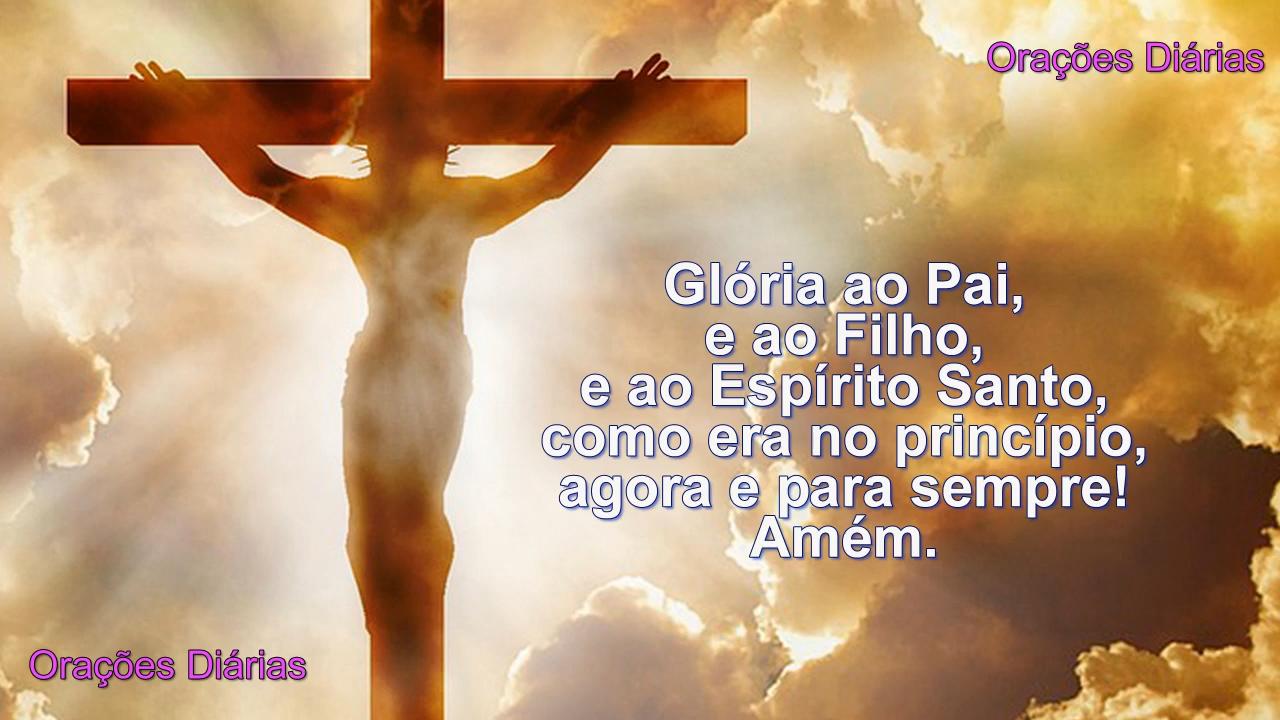 Orações Diárias
Glória ao Pai,
e ao Filho,
e ao Espírito Santo,
como era no princípio,
agora e para sempre!
Amém.
Orações Diárias